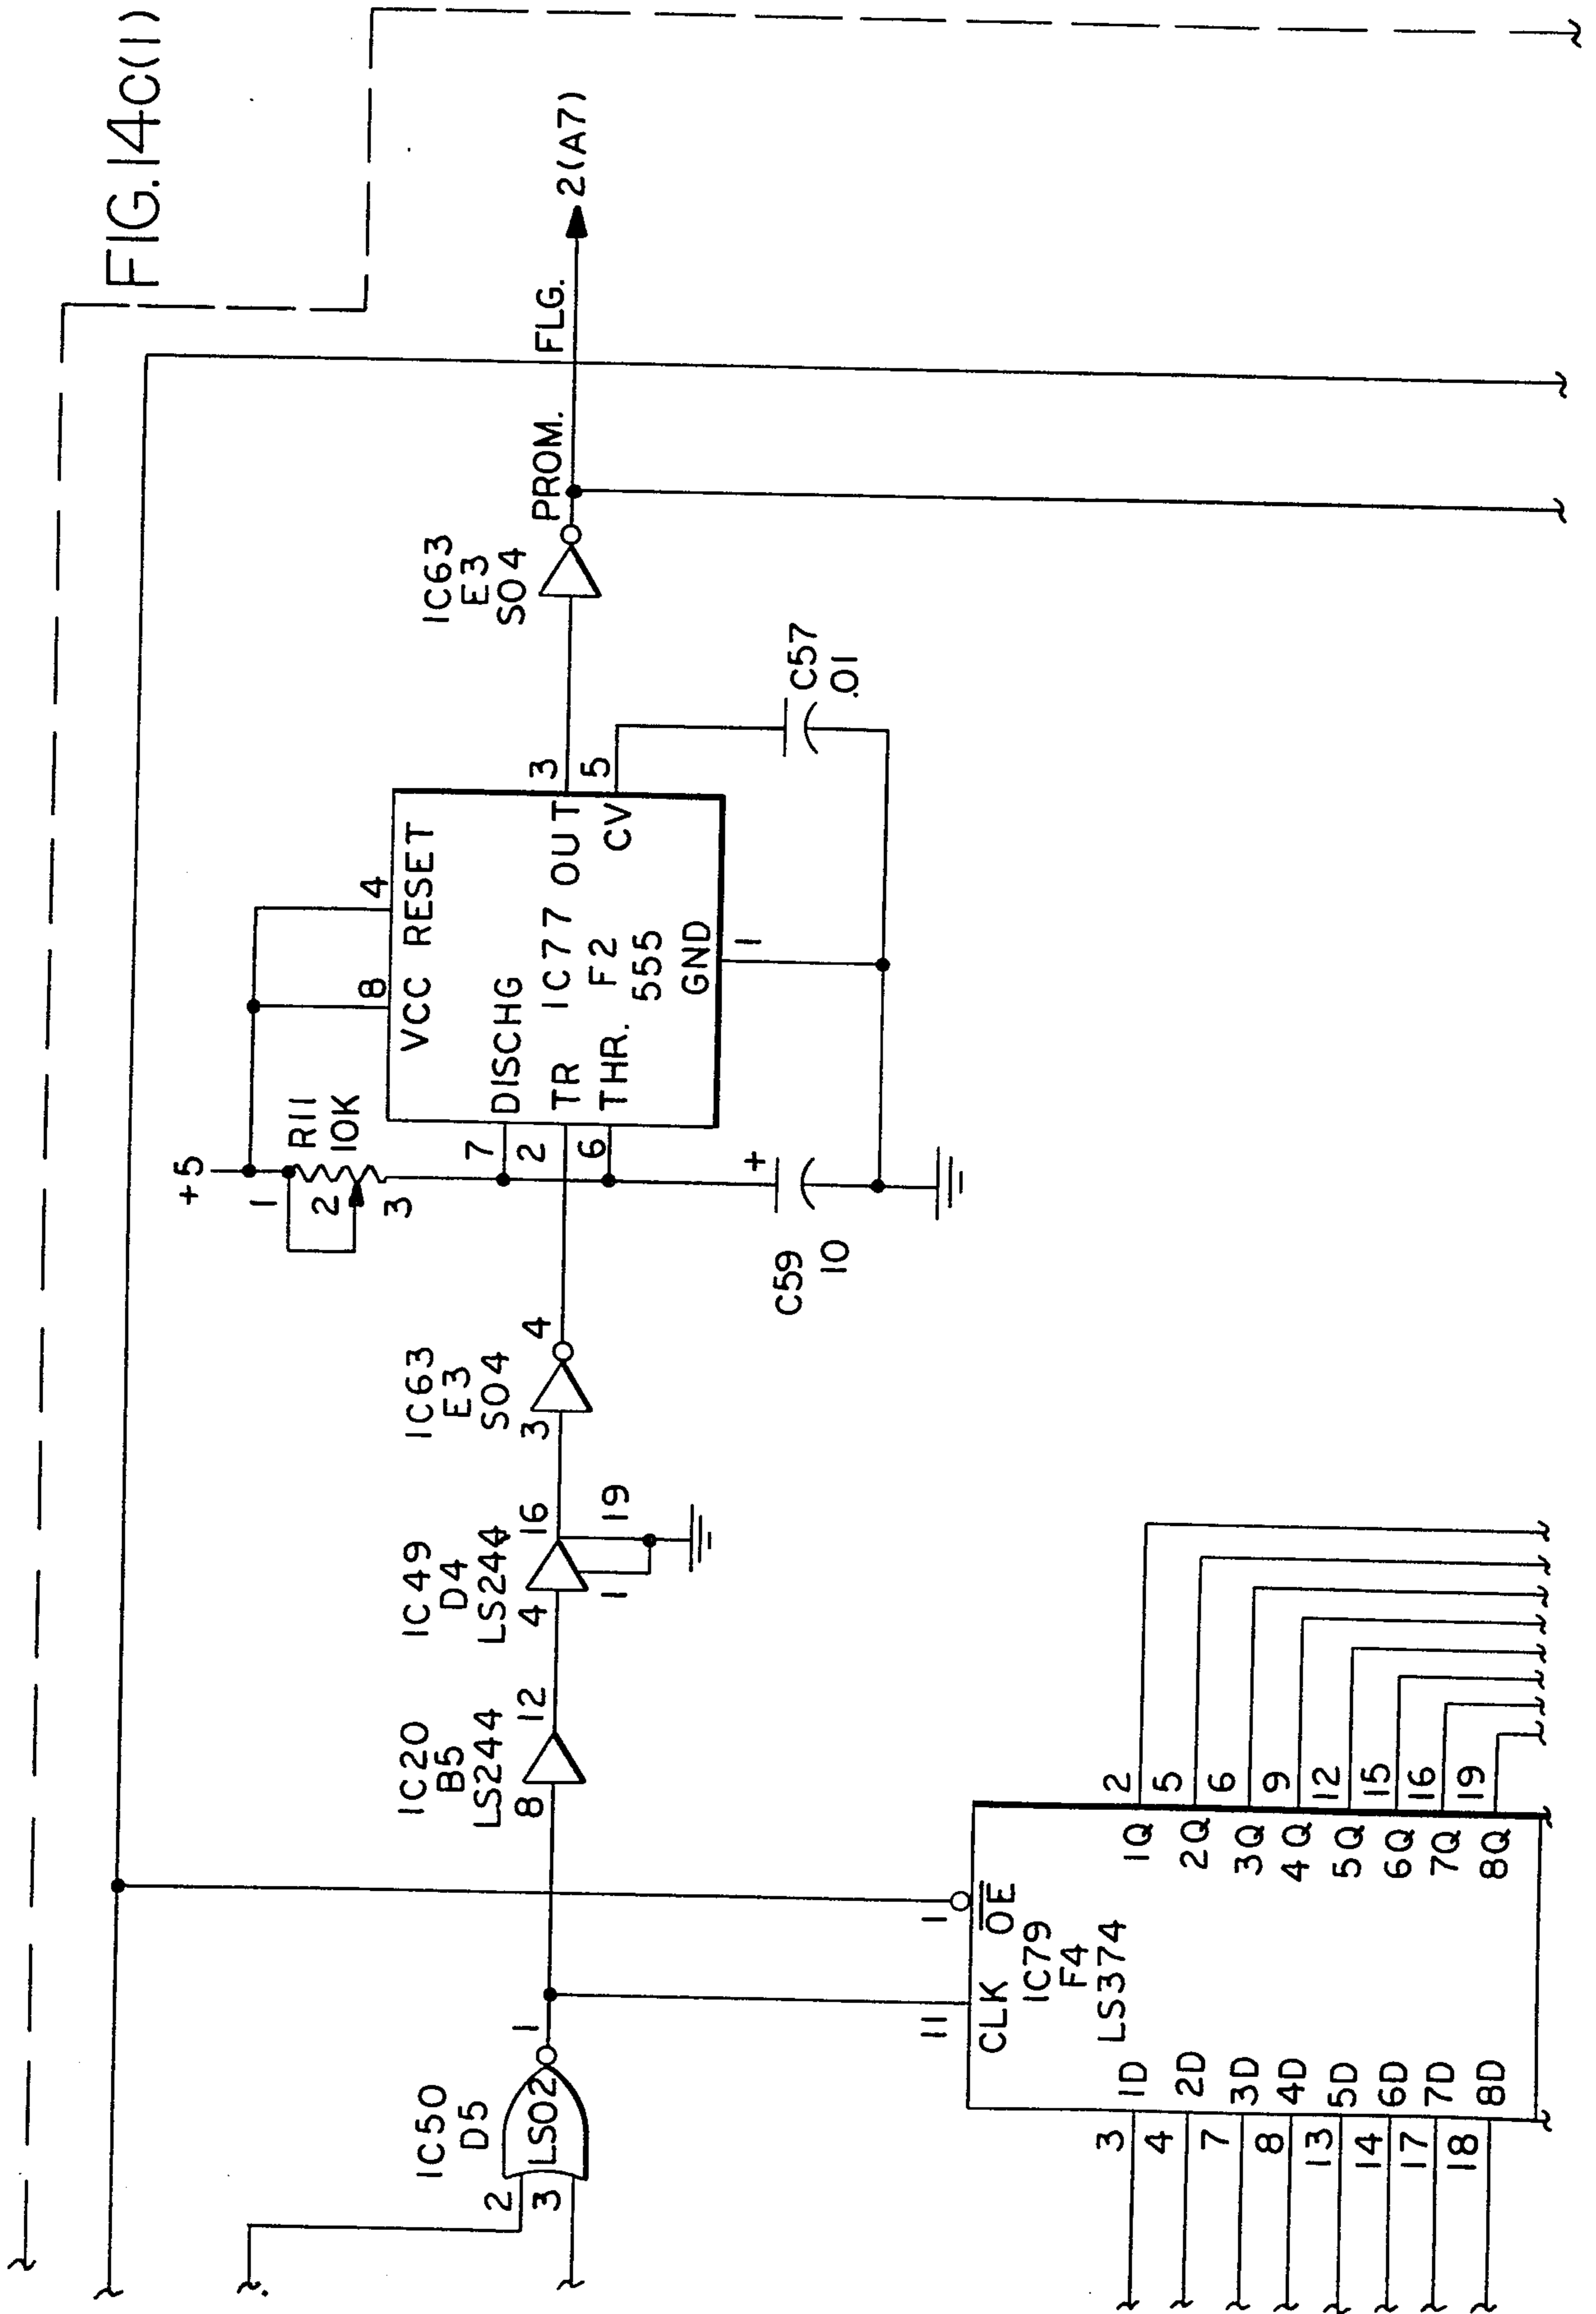 FIG.14C(1)
+5
1
2
3
R11
10K
8
4
VCC RESET
DISCHG
TR IC77 OUT
THR. F2 CV
555
GND
7
2
6
3
5
1
+
C59
10
C57
.01
IC63
E3
SO4
PROM. FLG.
2(A7)
IC50
D5
LS02
2
3
1
IC20
B5
LS244
8
12
IC49
D4
LS244
4
16
1
19
IC63
E3
SO4
3
4
11
1
CLK OE
IC79
F4
LS374
3 1D 1Q 2
4 2D 2Q 5
7 3D 3Q 6
8 4D 4Q 9
13 5D 5Q 12
14 6D 6Q 15
17 7D 7Q 16
18 8D 8Q 19